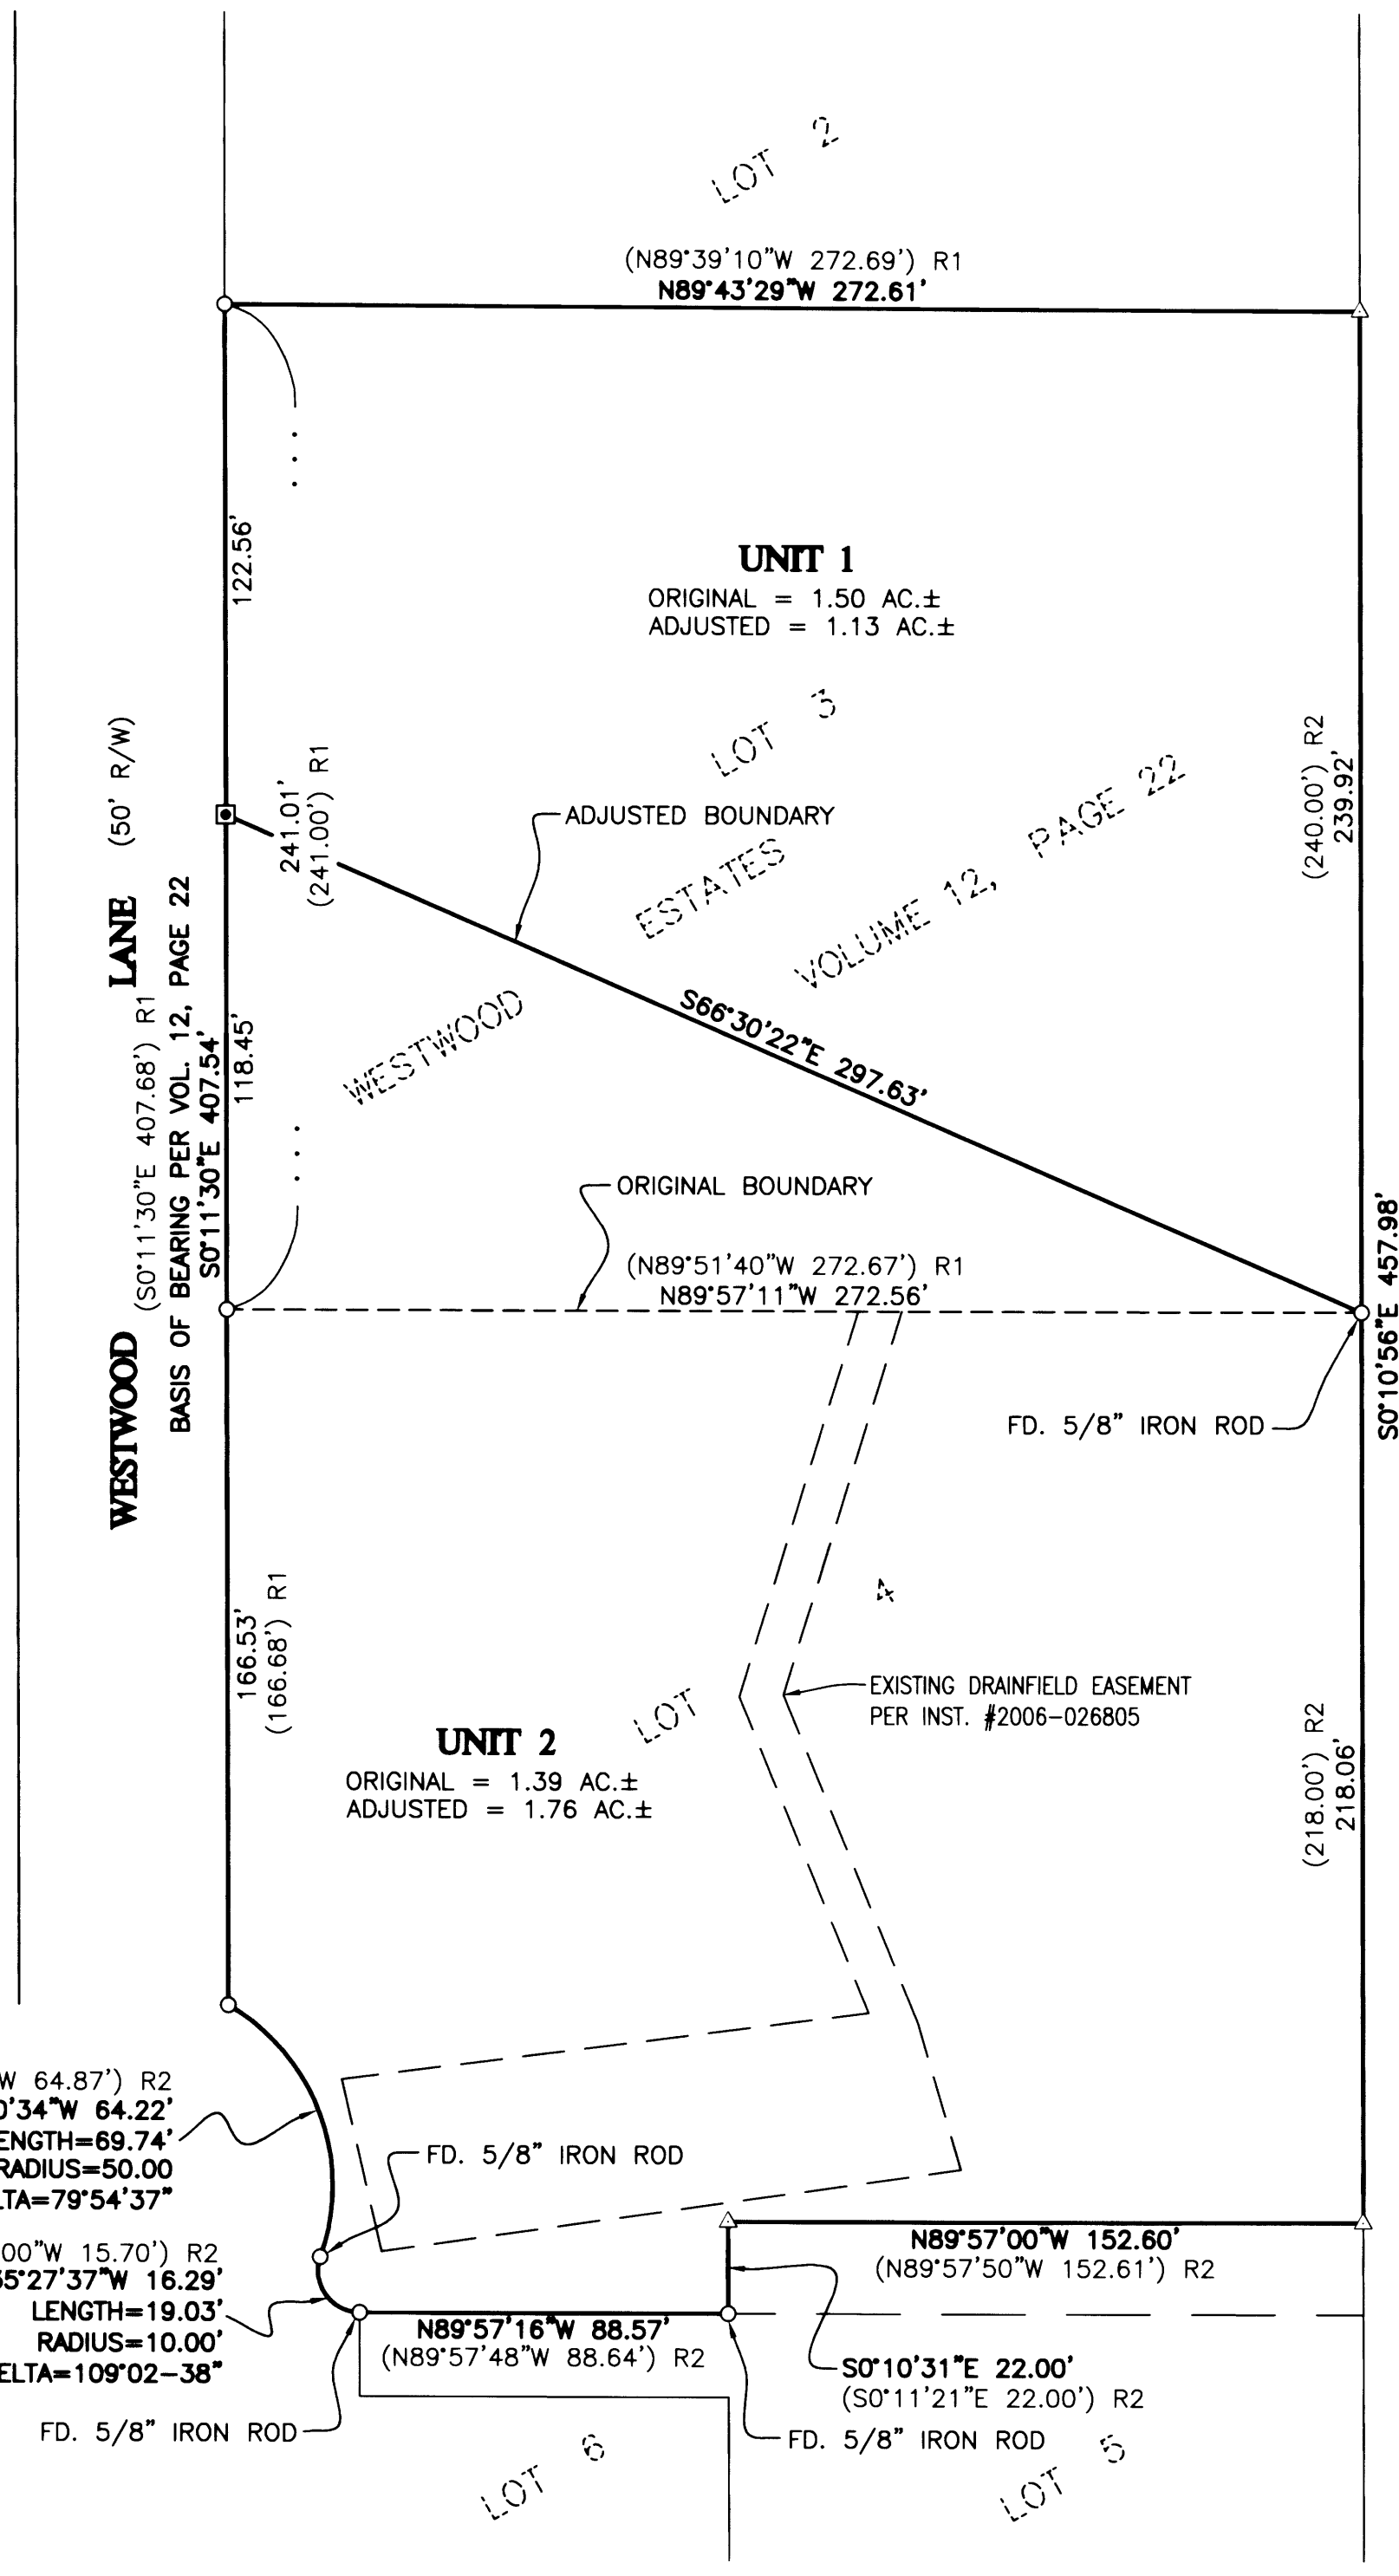 LOT 2
(N89°39'10"W 272.69') R1
N89°43'29"W 272.61'
122.56'
UNIT 1
ORIGINAL = 1.50 AC.±
ADJUSTED = 1.13 AC.±
LOT 3
(240.00') R2
239.92'
241.01'
(241.00') R1
ADJUSTED BOUNDARY
WESTWOOD ESTATES
VOLUME 12, PAGE 22
WESTWOOD LANE (50' R/W)
(S0°11'30"E 407.68') R1
BASIS OF BEARING PER VOL. 12, PAGE 22
S0°11'30"E 407.54'
118.45'
S66°30'22"E 297.63'
ORIGINAL BOUNDARY
(N89°51'40"W 272.67') R1
N89°57'11"W 272.56'
S0°10'56"E 457.98'
FD. 5/8" IRON ROD
166.53'
(166.68') R1
LOT 4
EXISTING DRAINFIELD EASEMENT
PER INST. #2006-026805
UNIT 2
ORIGINAL = 1.39 AC.±
ADJUSTED = 1.76 AC.±
(218.00') R2
218.06'
W 64.87') R2
0'34"W 64.22'
ENGTH=69.74'
RADIUS=50.00
LTA=79°54'37"
FD. 5/8" IRON ROD
00"W 15.70') R2
5°27'37"W 16.29'
LENGTH=19.03'
RADIUS=10.00'
ELTA=109°02-38"
N89°57'00"W 152.60'
(N89°57'50"W 152.61') R2
N89°57'16"W 88.57'
(N89°57'48"W 88.64') R2
S0°10'31"E 22.00'
(S0°11'21"E 22.00') R2
FD. 5/8" IRON ROD
FD. 5/8" IRON ROD
LOT 6
LOT 5